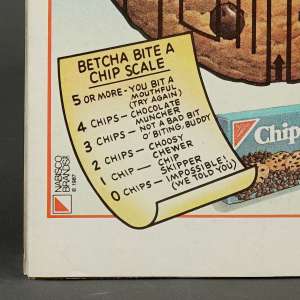 BETCHA BITE A
CHIP SCALE
5 OR MORE - YOU BIT A
MOUTHFUL
(TRY AGAIN)
4 CHIPS - CHOCOLATE
MUNCHER
3 CHIPS - NOT A BAD BIT
O' BITING, BUDDY
2 CHIPS - CHOOSY
CHEWER
1 CHIP - CHIP
SKIPPER
0 CHIPS - IMPOSSIBLE!
(WE TOLD YOU)
NABISCO
BRANDS
© 1987
Chip